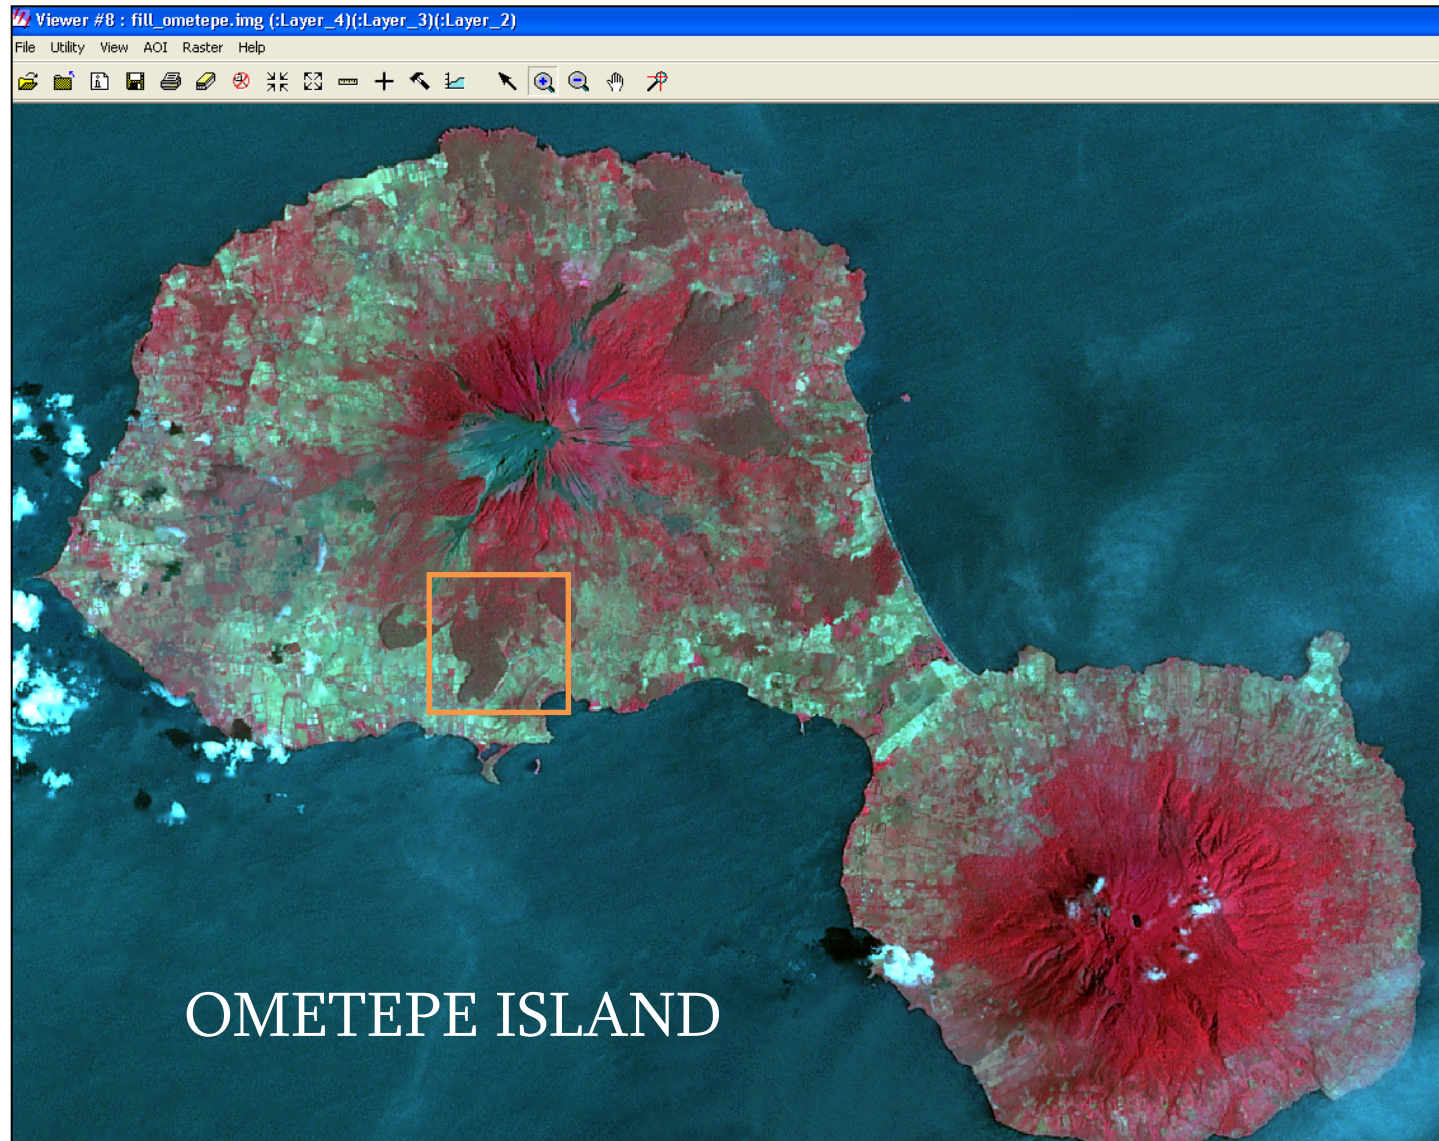 Viewer #8 : fill_ometepe.img (:Layer_4)(:Layer_3)(:Layer_2)
File Utility View AOI Raster Help
OMETEPE ISLAND